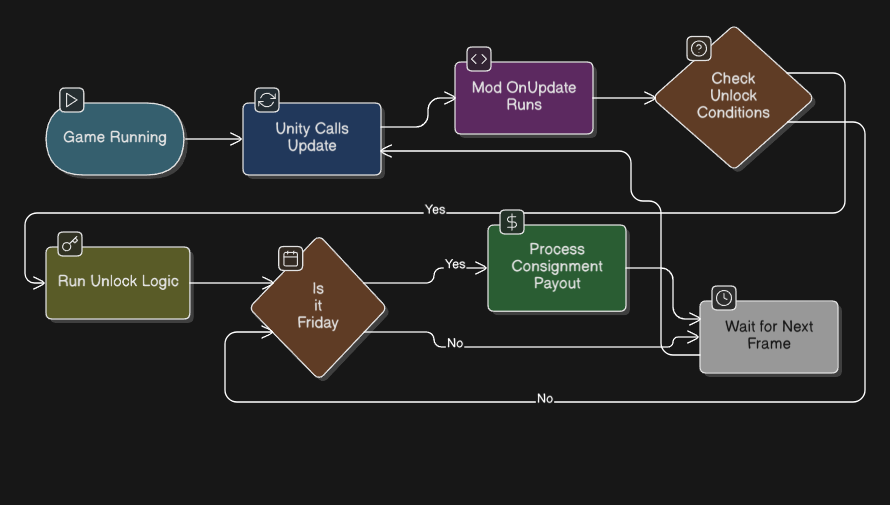 Game Running
Unity Calls
Update
Mod OnUpdate
Runs
Check
Unlock
Conditions
Yes
Run Unlock Logic
Is
it
Friday
Yes
No
$
Process
Consignment
Payout
Wait for Next
Frame
No